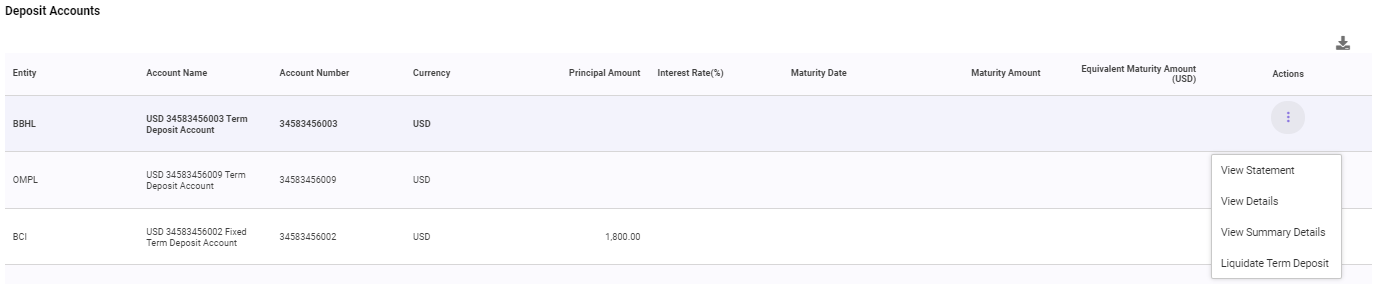 Deposit Accounts
Entity Account Name Account Number Currency Principal Amount Interest Rate(%) Maturity Date Maturity Amount Equivalent Maturity Amount (USD) Actions
BBHL USD 34583456003 Term Deposit Account 34583456003 USD
OMPL USD 34583456009 Term Deposit Account 34583456009 USD
BCI USD 34583456002 Fixed Term Deposit Account 34583456002 USD 1,800.00
View Statement
View Details
View Summary Details
Liquidate Term Deposit